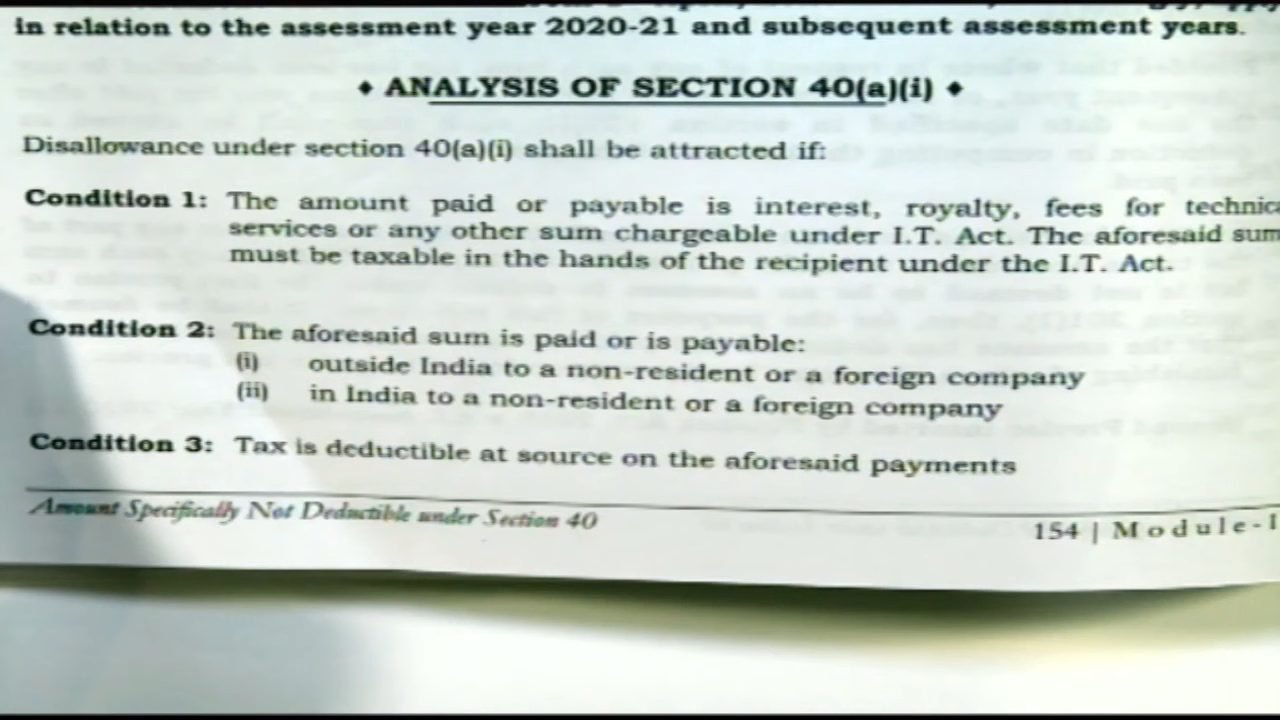 in relation to the assessment year 2020-21 and subsequent assessment years.
♦ ANALYSIS OF SECTION 40(a)(i) ♦
Disallowance under section 40(a)(i) shall be attracted if:
Condition 1: The amount paid or payable is interest, royalty, fees for technica
services or any other sum chargeable under I.T. Act. The aforesaid sum
must be taxable in the hands of the recipient under the I.T. Act.
Condition 2: The aforesaid sum is paid or is payable:
(i) outside India to a non-resident or a foreign company
(ii) in India to a non-resident or a foreign company
Condition 3: Tax is deductible at source on the aforesaid payments
Amount Specifically Not Deductible under Section 40
154 | Module-I